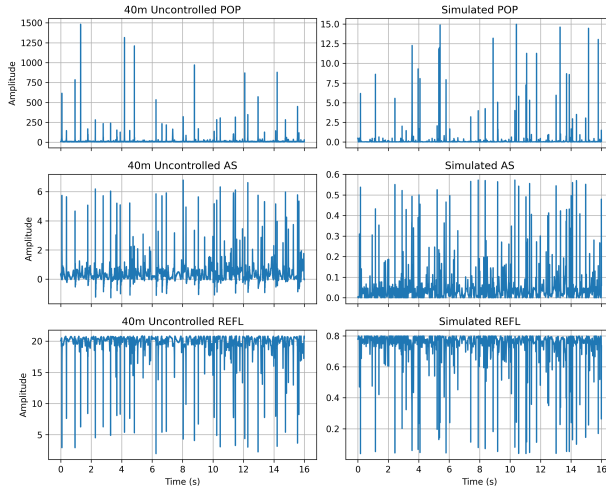 40m Uncontrolled POP
Simulated POP
1500
1250
1000
750
500
250
0
Amplitude
15.0
12.5
10.0
7.5
5.0
2.5
0.0
40m Uncontrolled AS
Simulated AS
6
4
2
0
Amplitude
0.6
0.5
0.4
0.3
0.2
0.1
0.0
40m Uncontrolled REFL
Simulated REFL
20
15
10
5
Amplitude
0.8
0.6
0.4
0.2
0 2 4 6 8 10 12 14 16
0 2 4 6 8 10 12 14 16
Time (s)
Time (s)